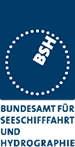 BSH
BUNDESAMT FÜR
SEESCHIFFFAHRT
UND
HYDROGRAPHIE